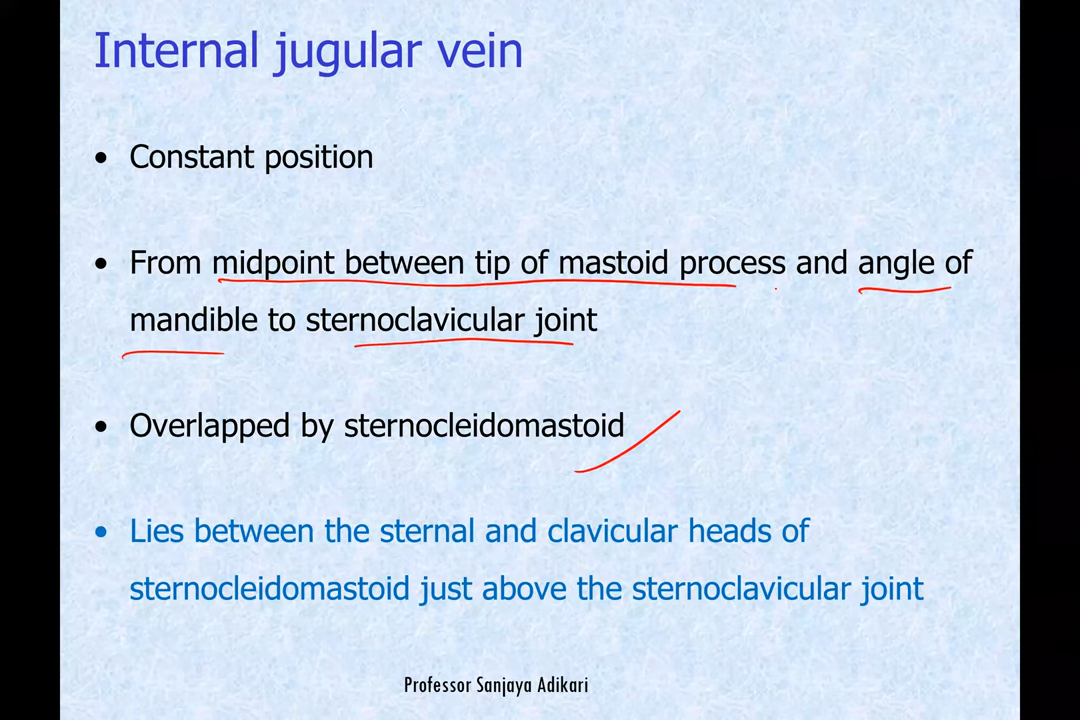 Internal jugular vein
• Constant position
• From midpoint between tip of mastoid process and angle of
mandible to sternoclavicular joint
• Overlapped by sternocleidomastoid
• Lies between the sternal and clavicular heads of
sternocleidomastoid just above the sternoclavicular joint
Professor Sanjaya Adikari